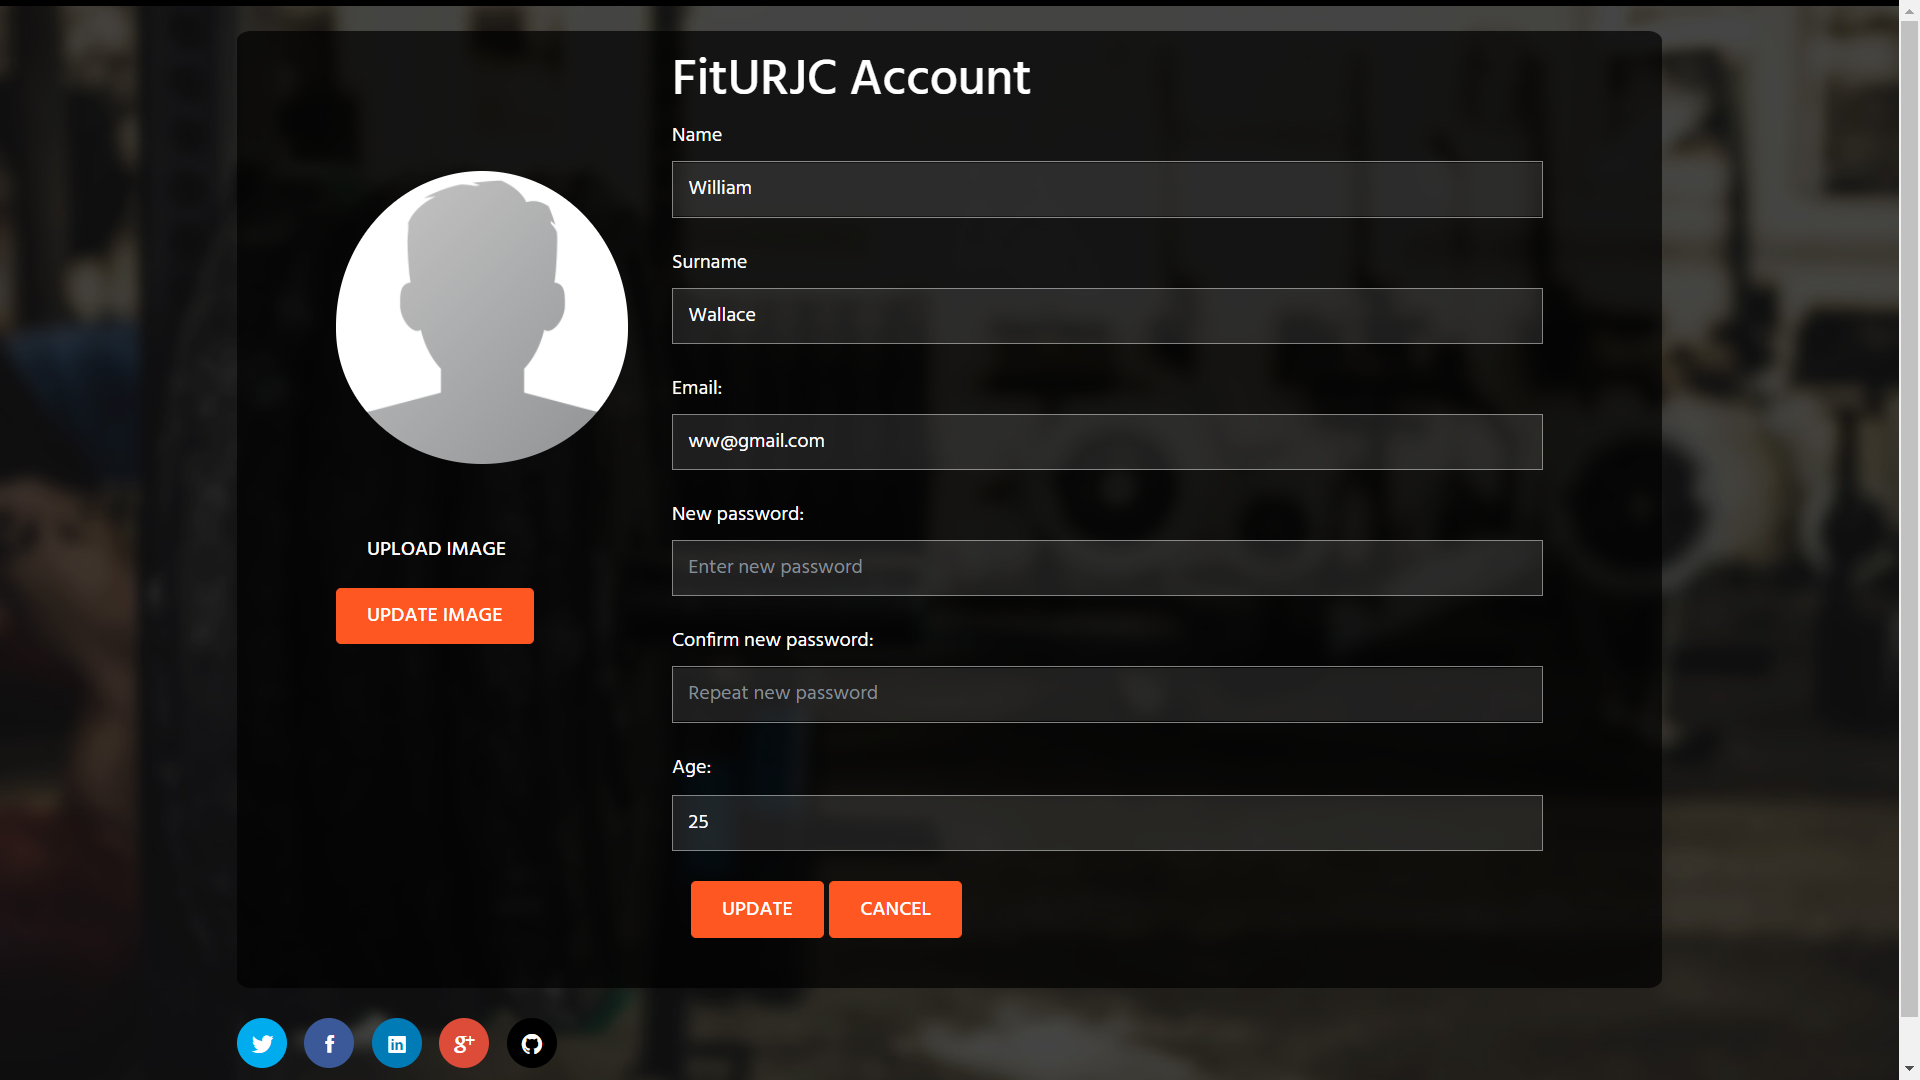 FitURJC Account
Name
William
Surname
Wallace
Email:
ww@gmail.com
New password:
Enter new password
UPLOAD IMAGE
UPDATE IMAGE
Confirm new password:
Repeat new password
Age:
25
UPDATE CANCEL
f in g+